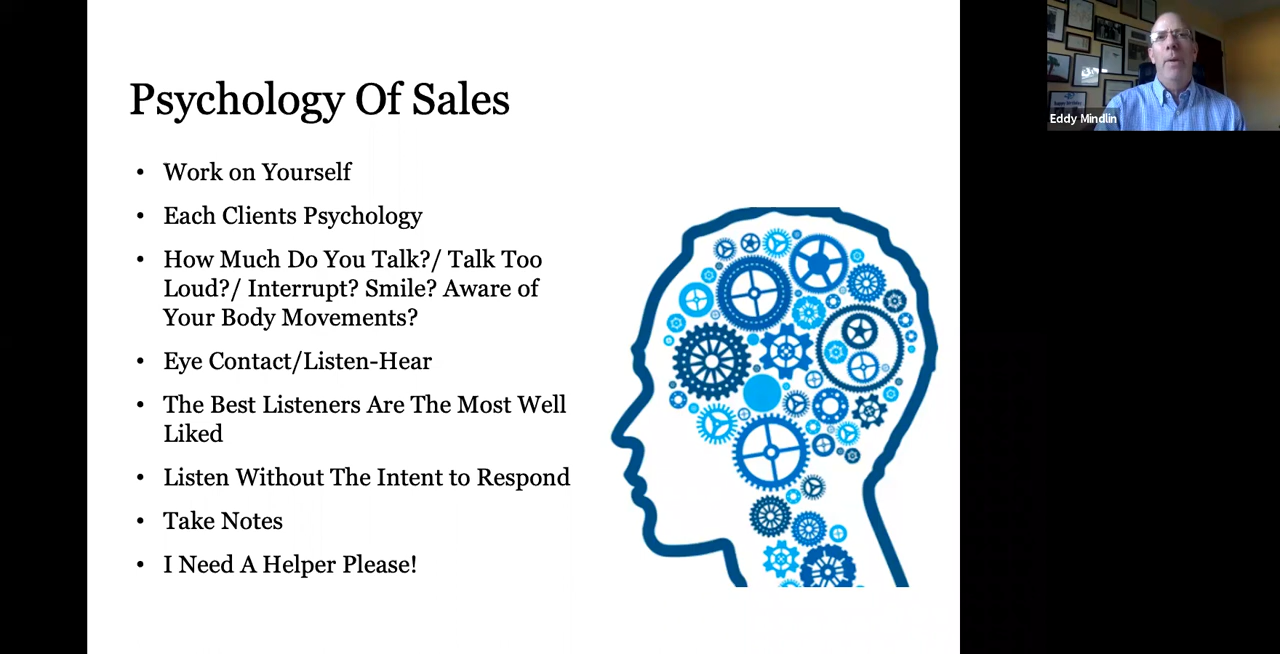 Psychology Of Sales
• Work on Yourself
• Each Clients Psychology
• How Much Do You Talk?/ Talk Too
Loud?/ Interrupt? Smile? Aware of
Your Body Movements?
• Eye Contact/Listen-Hear
• The Best Listeners Are The Most Well
Liked
• Listen Without The Intent to Respond
• Take Notes
• I Need A Helper Please!
Eddy Mindlin